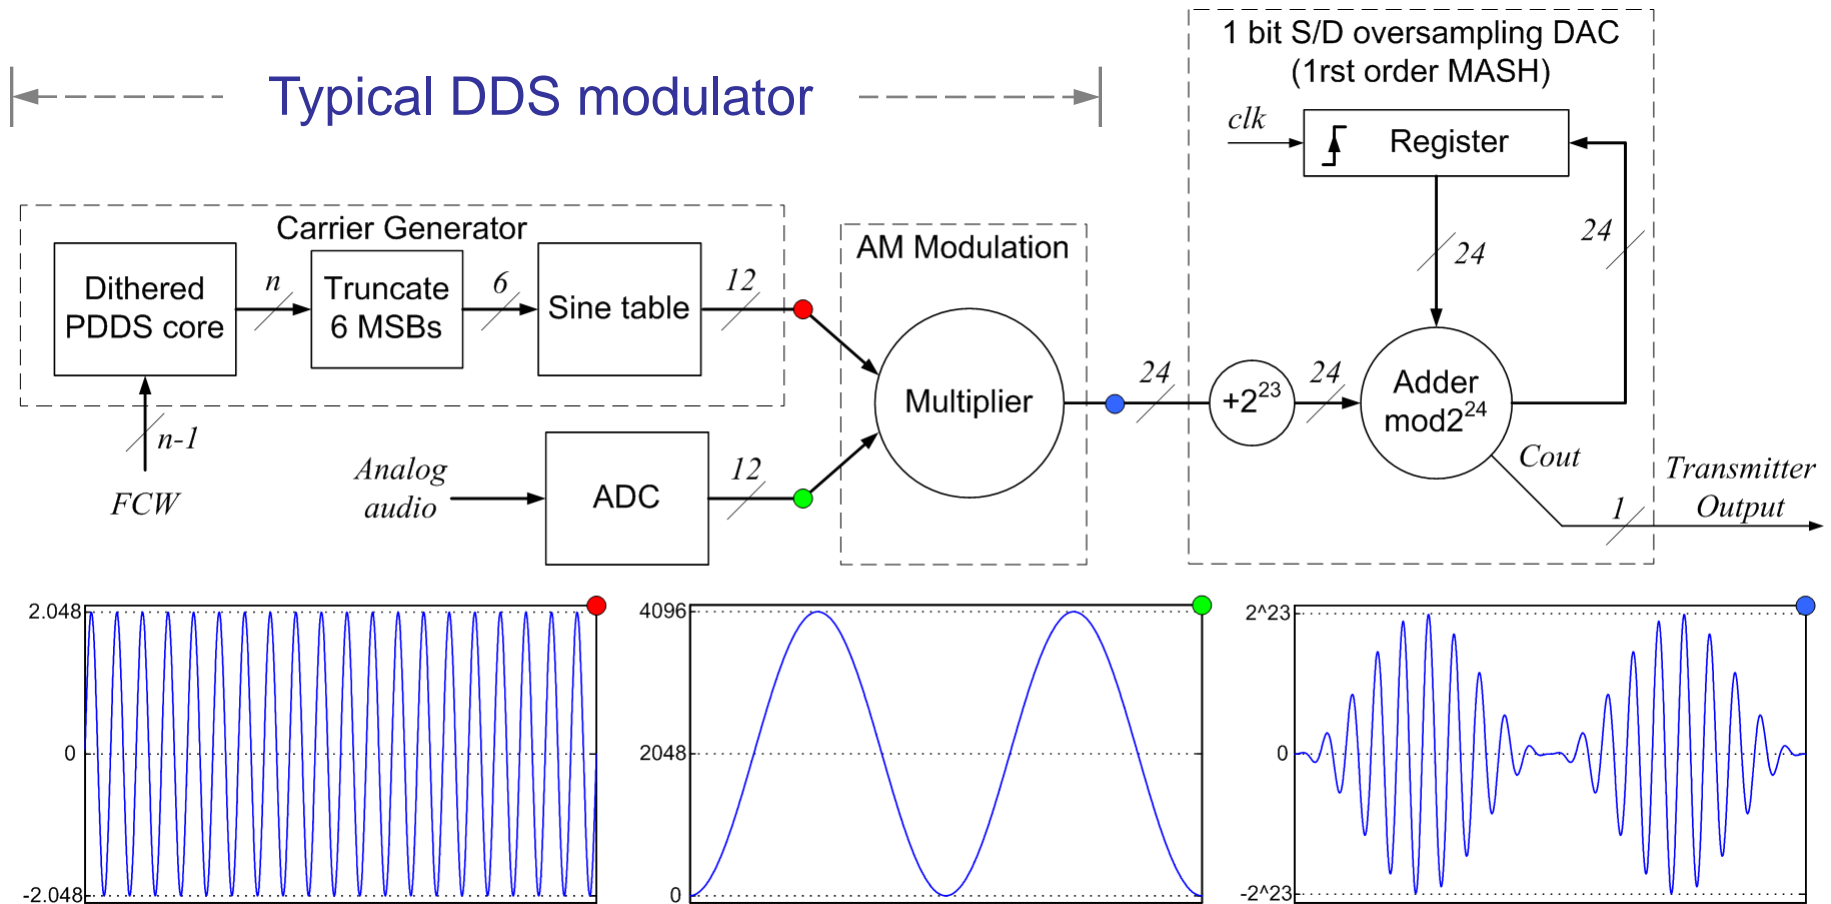 Typical DDS modulator
1 bit S/D oversampling DAC
(1rst order MASH)
clk
Register
24
24
Carrier Generator
Dithered
PDDS core
n
Truncate
6 MSBs
6
Sine table
12
n-1
FCW
AM Modulation
Multiplier
Analog
audio
ADC
12
24
+2^23
24
Adder
mod2^24
Cout
1
Transmitter
Output
2.048
0
-2.048
4096
2048
0
2^23
0
-2^23